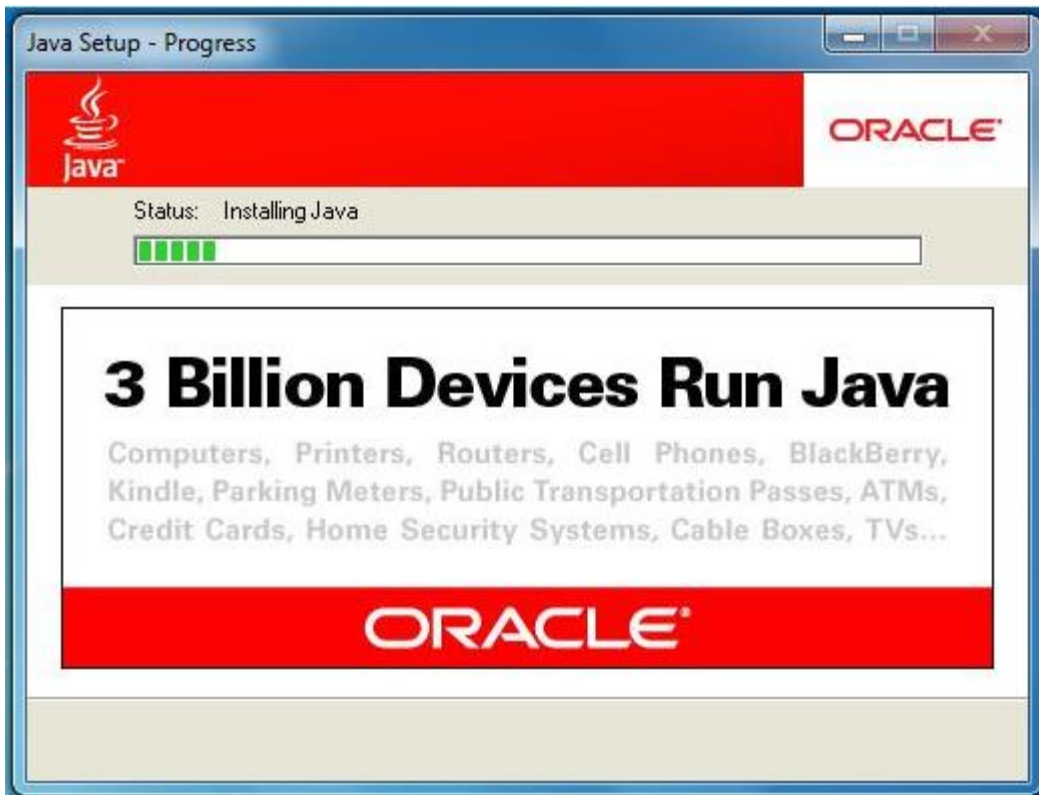 Java Setup - Progress
Java™
ORACLE®
Status: Installing Java
3 Billion Devices Run Java
Computers, Printers, Routers, Cell Phones, BlackBerry,
Kindle, Parking Meters, Public Transportation Passes, ATMs,
Credit Cards, Home Security Systems, Cable Boxes, TVs...
ORACLE®